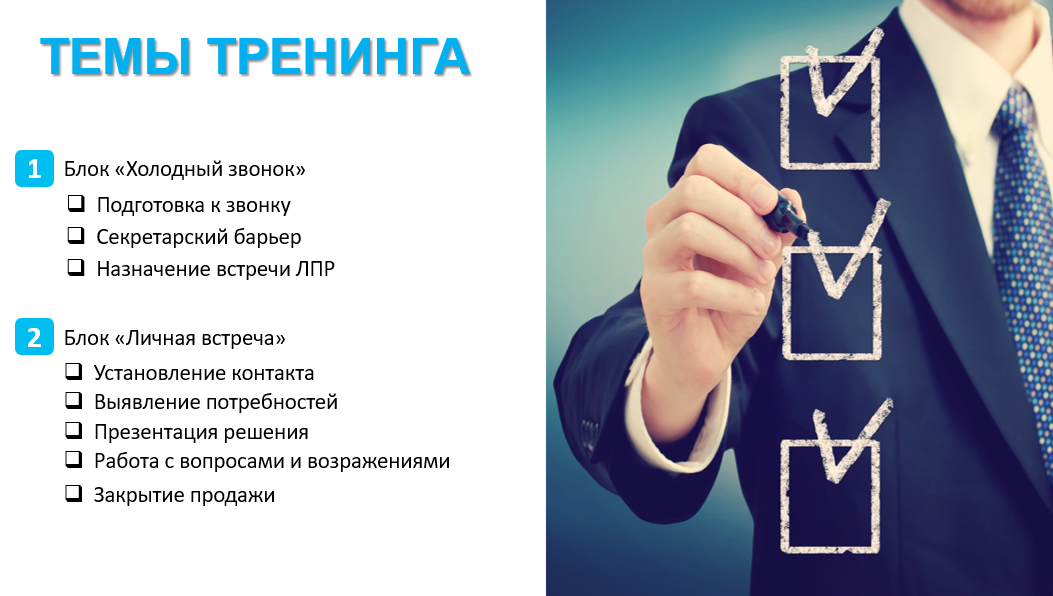 ТЕМЫ ТРЕНИНГА
1 Блок «Холодный звонок»
Подготовка к звонку
Секретарский барьер
Назначение встречи ЛПР
2 Блок «Личная встреча»
Установление контакта
Выявление потребностей
Презентация решения
Работа с вопросами и возражениями
Закрытие продажи